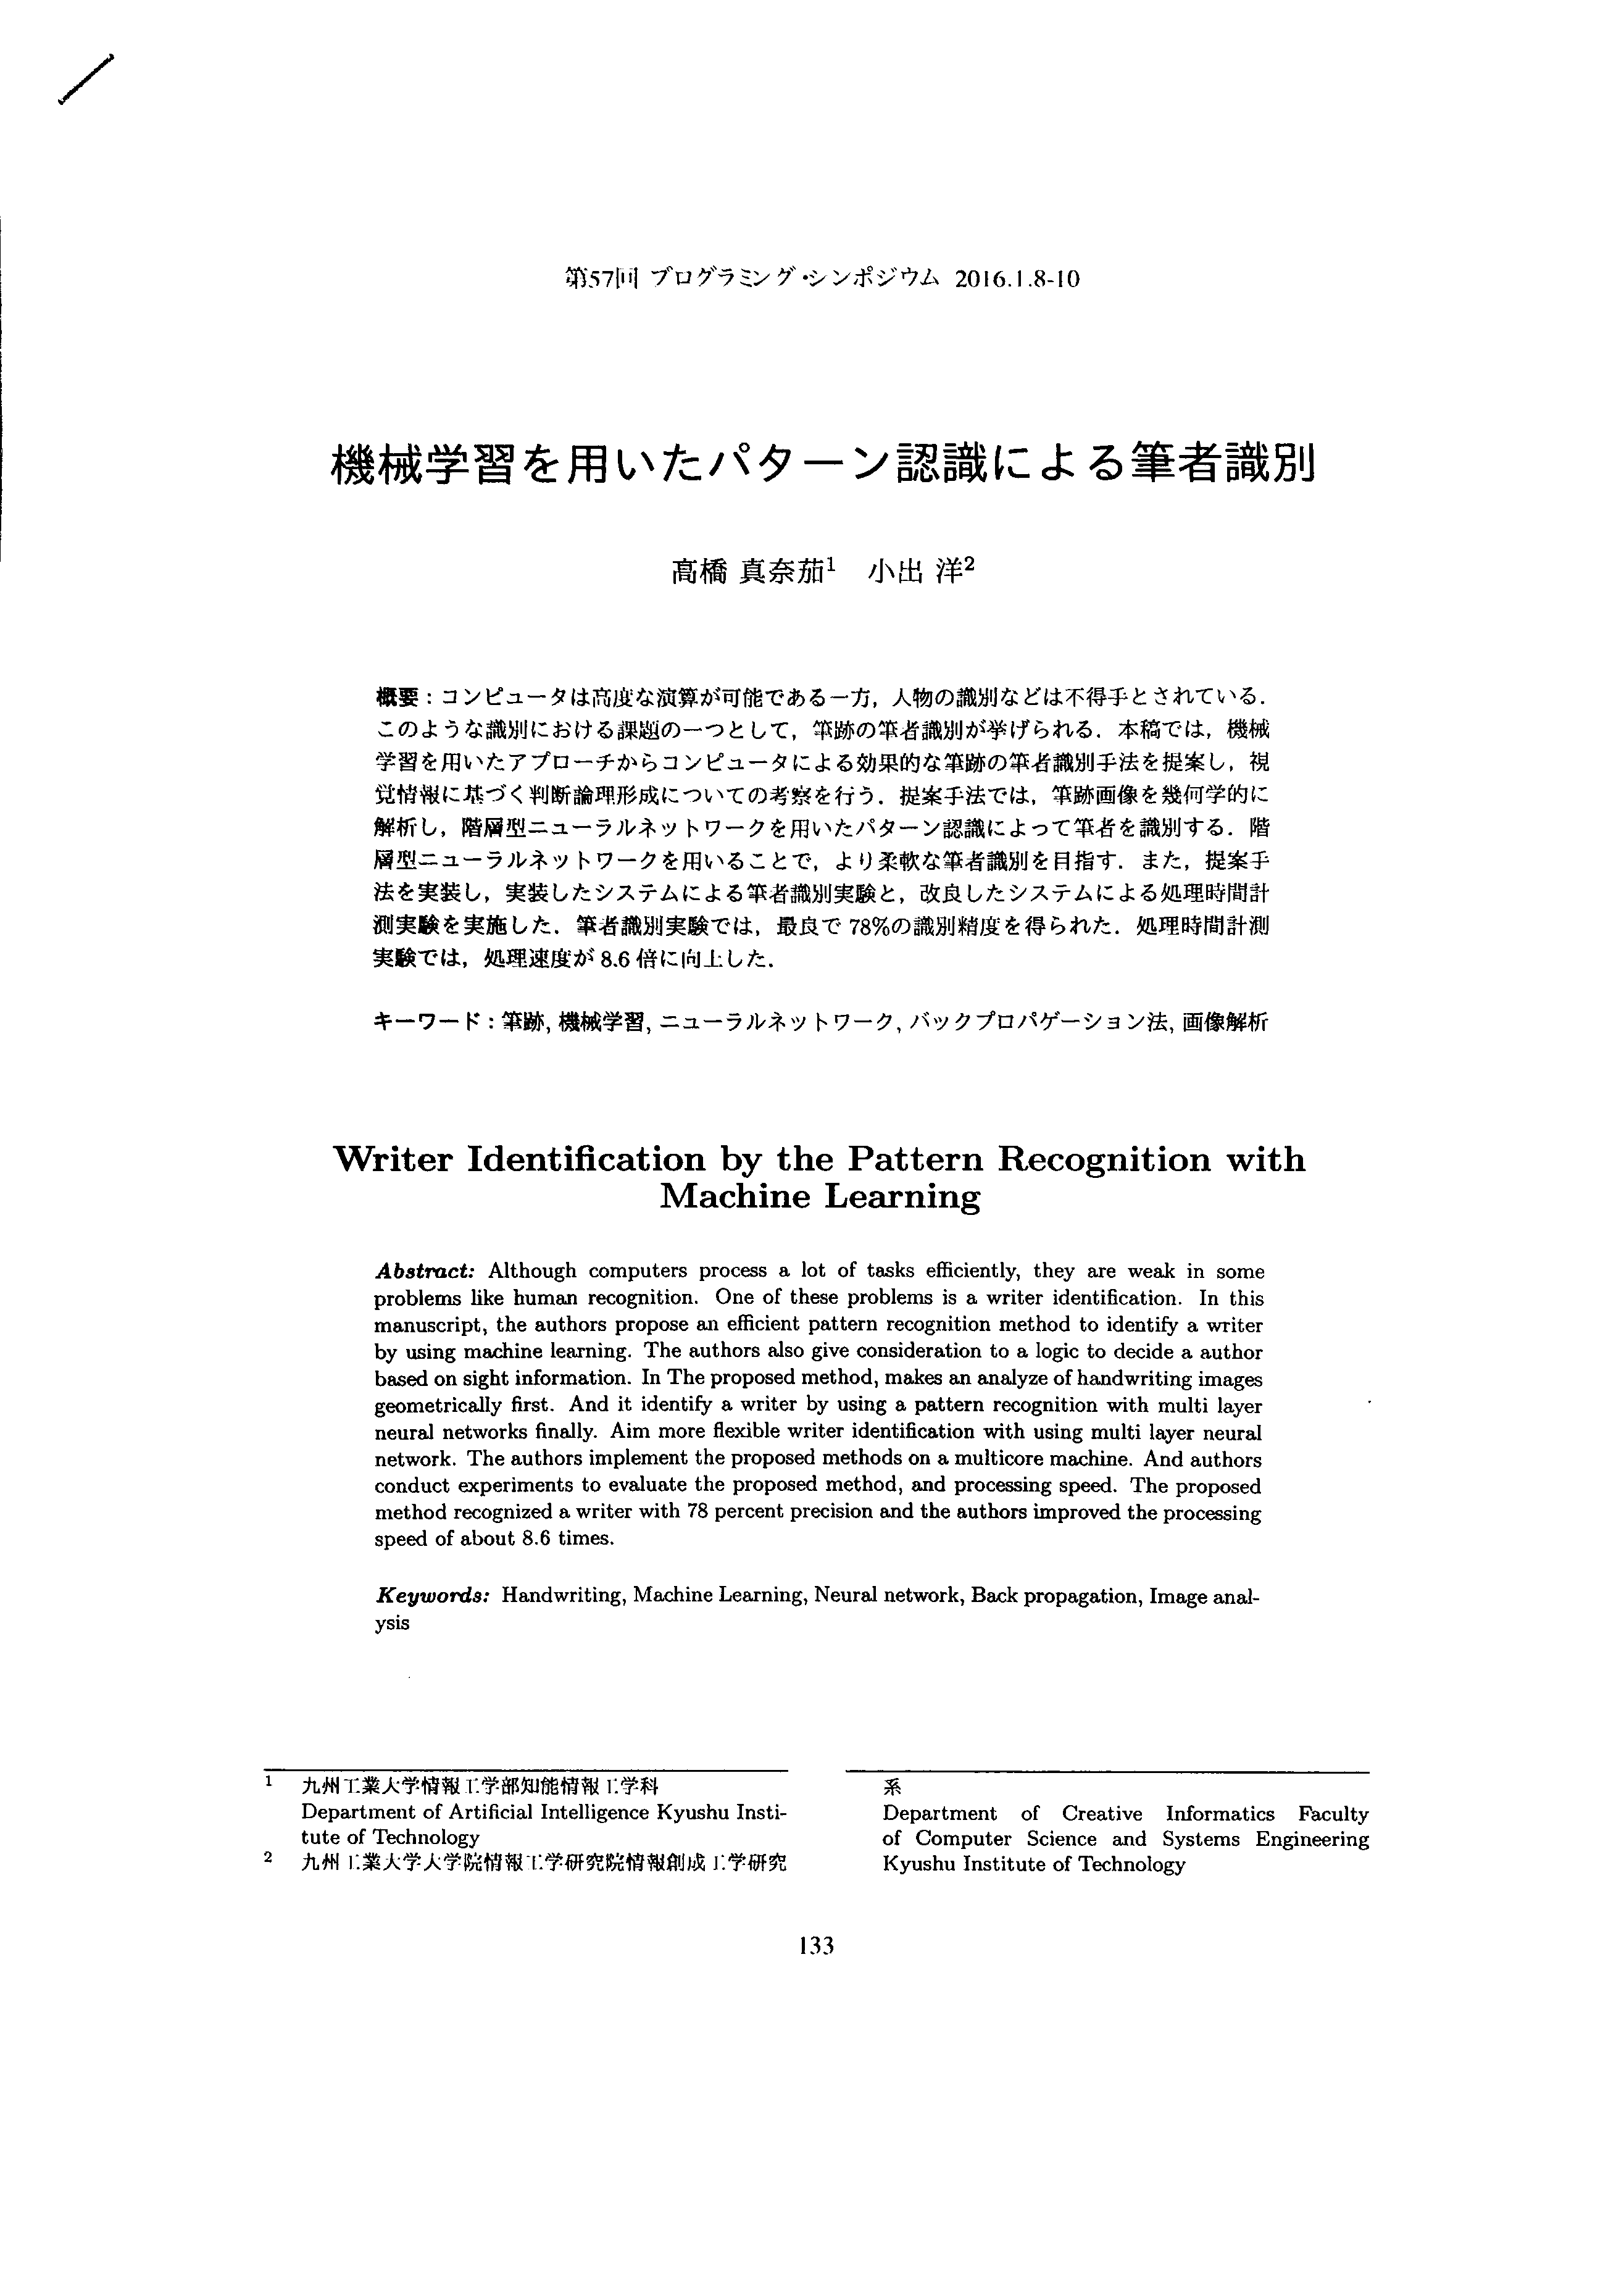 第57回 プログラミング・シンポジウム 2016.1.8-10
機械学習を用いたパターン認識による筆者識別
高橋 真奈茄1 小出 洋2
概要：コンピュータは高度な演算が可能である一方，人物の識別などは不得手とされている．
このような識別における課題の一つとして，筆跡の筆者識別が挙げられる．本稿では，機械
学習を用いたアプローチからコンピュータによる効果的な筆跡の筆者識別手法を提案し，視
覚情報に基づく判断論理形成についての考察を行う．提案手法では，筆跡画像を幾何学的に
解析し，階層型ニューラルネットワークを用いたパターン認識によって筆者を識別する．階
層型ニューラルネットワークを用いることで，より柔軟な筆者識別を目指す．また，提案手
法を実装し，実装したシステムによる筆者識別実験と，改良したシステムによる処理時間計
測実験を実施した．筆者識別実験では，最良で78%の識別精度を得られた．処理時間計測
実験では，処理速度が8.6倍に向上した．
キーワード：筆跡, 機械学習, ニューラルネットワーク, バックプロパゲーション法, 画像解析
Writer Identification by the Pattern Recognition with
Machine Learning
Abstract: Although computers process a lot of tasks efficiently, they are weak in some
problems like human recognition. One of these problems is a writer identification. In this
manuscript, the authors propose an efficient pattern recognition method to identify a writer
by using machine learning. The authors also give consideration to a logic to decide a author
based on sight information. In The proposed method, makes an analyze of handwriting images
geometrically first. And it identify a writer by using a pattern recognition with multi layer
neural networks finally. Aim more flexible writer identification with using multi layer neural
network. The authors implement the proposed methods on a multicore machine. And authors
conduct experiments to evaluate the proposed method, and processing speed. The proposed
method recognized a writer with 78 percent precision and the authors improved the processing
speed of about 8.6 times.
Keywords: Handwriting, Machine Learning, Neural network, Back propagation, Image anal-
ysis
1 九州工業大学情報工学部知能情報工学科
Department of Artificial Intelligence Kyushu Insti-
tute of Technology
2 九州工業大学大学院情報工学研究院情報創成工学研究
系
Department of Creative Informatics Faculty
of Computer Science and Systems Engineering
Kyushu Institute of Technology
133